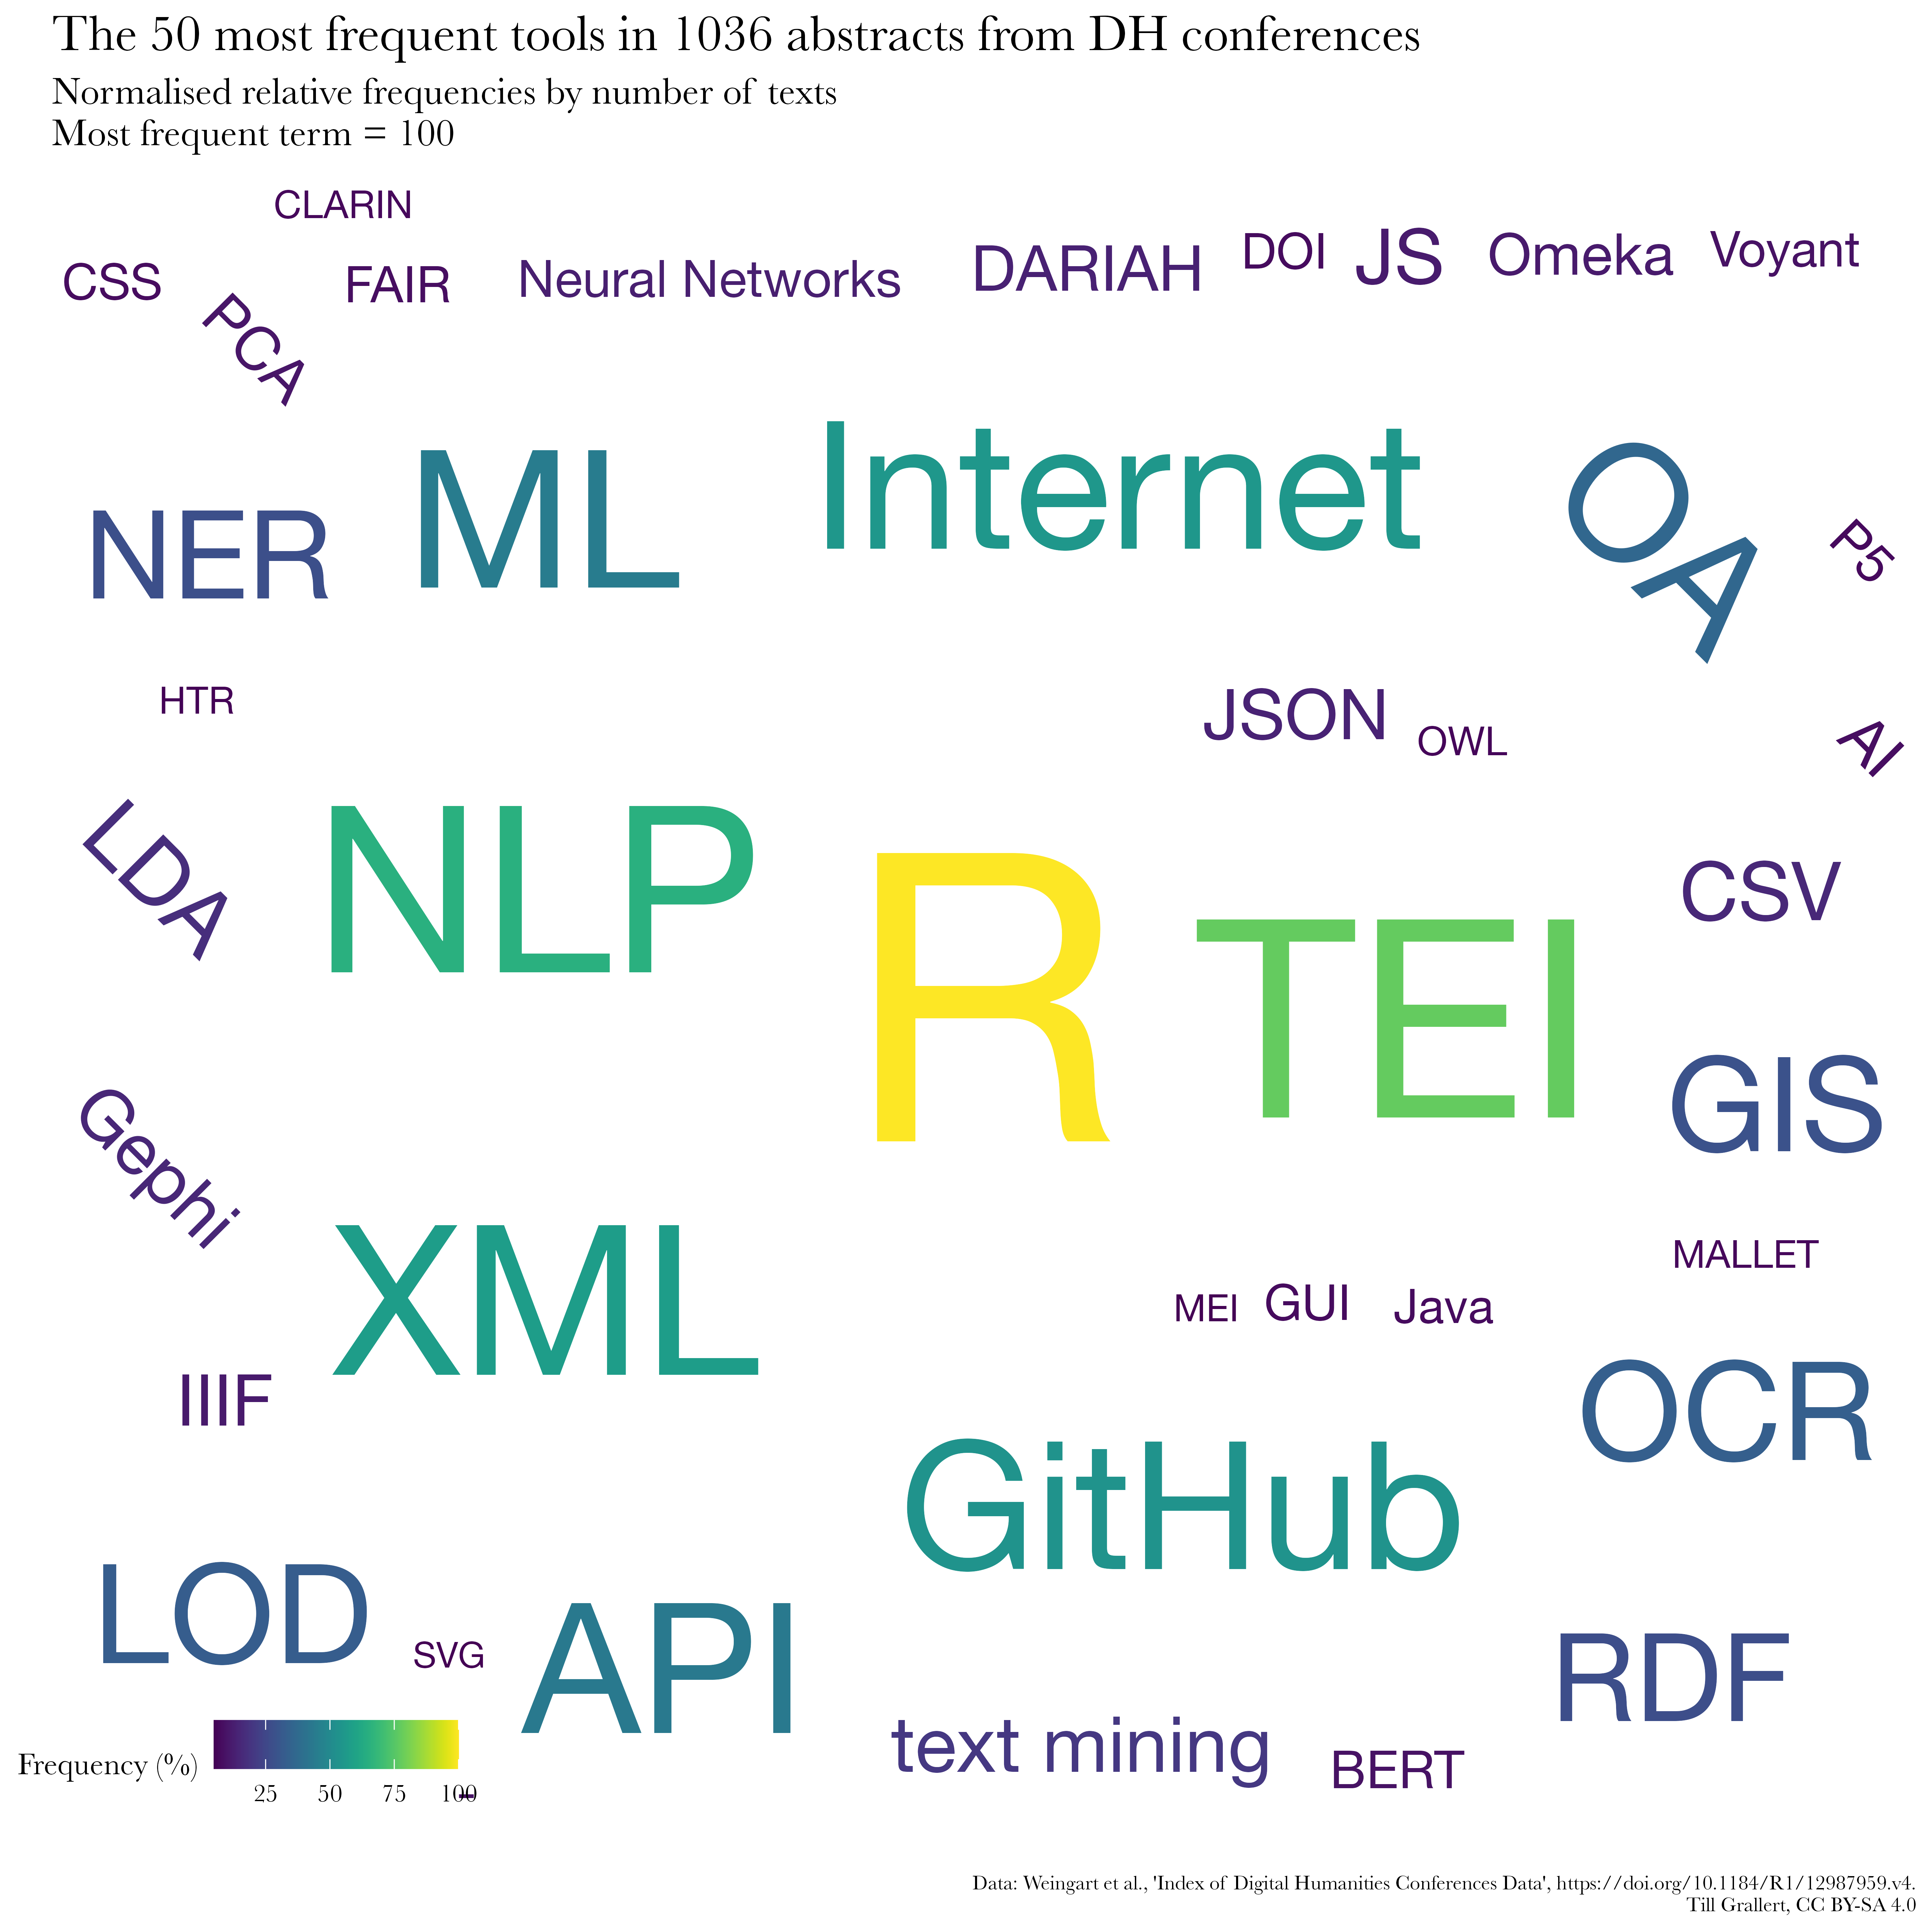 The 50 most frequent tools in 1036 abstracts from DH conferences
Normalised relative frequencies by number of texts
Most frequent term = 100
CLARIN
CSS
PCA
FAIR
Neural Networks
DARIAH
DOI
JS
Omeka
Voyant
NER
ML
Internet
OA
P5
HTR
JSON
OWL
AI
LDA
NLP
R
TEI
CSV
GIS
Gephi
XML
MEI
GUI
Java
MALLET
IIIF
GitHub
OCR
LOD
SVG
API
text mining
BERT
RDF
Frequency (%)
25 50 75 100
Data: Weingart et al., 'Index of Digital Humanities Conferences Data', https://doi.org/10.1184/R1/12987959.v4.
Till Grallert, CC BY-SA 4.0